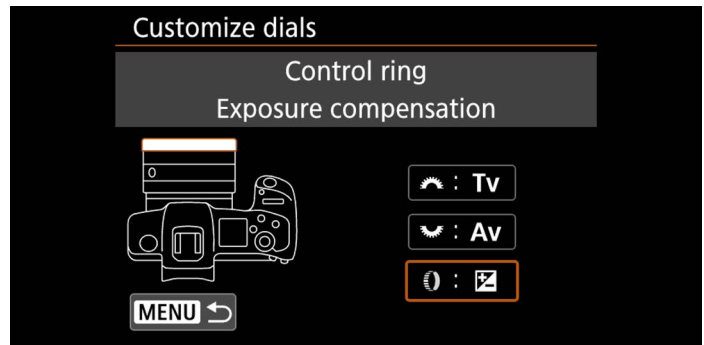 Customize dials
Control ring
Exposure compensation
: Tv
: Av
:
MENU